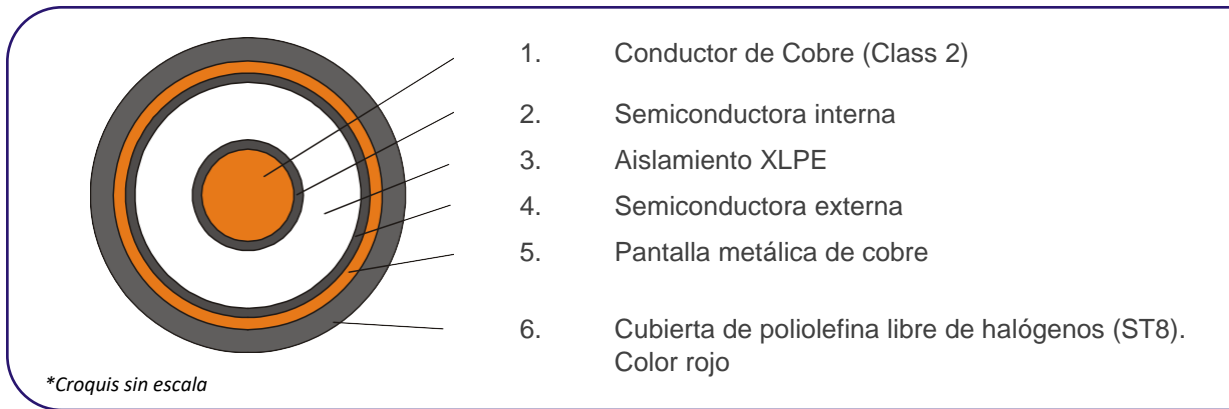 1. Conductor de Cobre (Class 2)
2. Semiconductora interna
3. Aislamiento XLPE
4. Semiconductora externa
5. Pantalla metálica de cobre
6. Cubierta de poliolefina libre de halógenos (ST8).
Color rojo
*Croquis sin escala